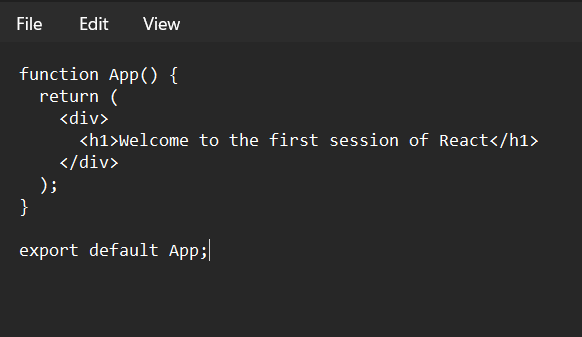 File Edit View
function App() {
  return (
    <div>
      <h1>Welcome to the first session of React</h1>
    </div>
  );
}

export default App;